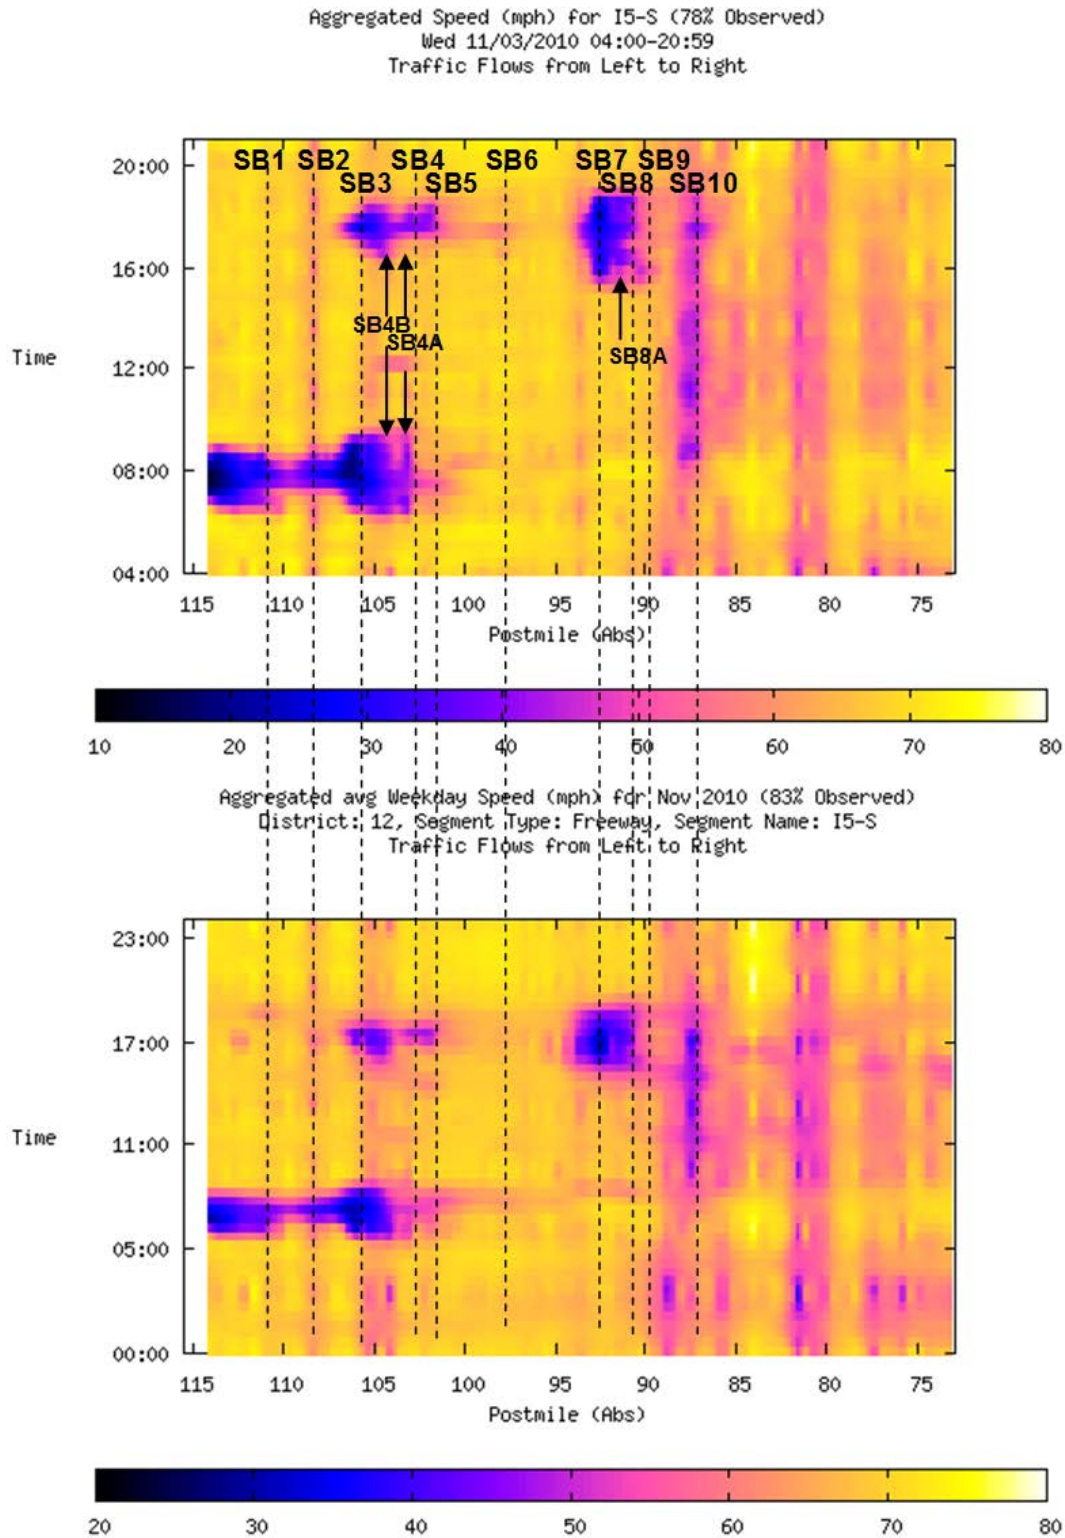 Aggregated Speed (mph) for I5-S (78% Observed)
Wed 11/03/2010 04:00-20:59
Traffic Flows from Left to Right
20:00
16:00
12:00
08:00
04:00
Time
SB1 SB2 SB4 SB6 SB7 SB9
SB3 SB5 SB8 SB10
SB4B
SB4A
SB8A
115 110 105 100 95 90 85 80 75
Postmile (Abs)
10 20 30 40 50 60 70 80
Aggregated avg Weekday Speed (mph) for Nov 2010 (83% Observed)
District: 12, Segment Type: Freeway, Segment Name: I5-S
Traffic Flows from Left to Right
23:00
17:00
11:00
05:00
00:00
Time
115 110 105 100 95 90 85 80 75
Postmile (Abs)
20 30 40 50 60 70 80